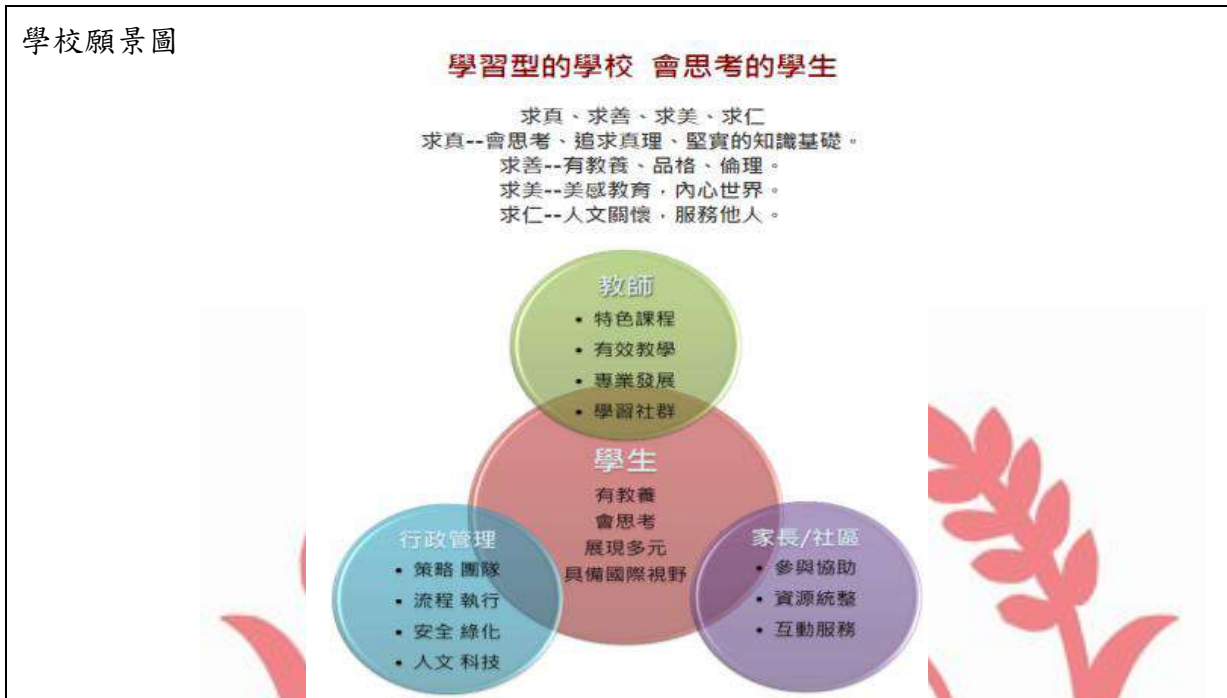 學校願景圖
學習型的學校 會思考的學生
求真、求善、求美、求仁
求真--會思考、追求真理、堅實的知識基礎。
求善--有教養、品格、倫理。
求美--美感教育，內心世界。
求仁--人文關懷，服務他人。
教師
• 特色課程
• 有效教學
• 專業發展
• 學習社群
學生
有教養
會思考
展現多元
具備國際視野
行政管理
• 策略 團隊
• 流程 執行
• 安全 綠化
• 人文 科技
家長/社區
• 參與協助
• 資源統整
• 互動服務